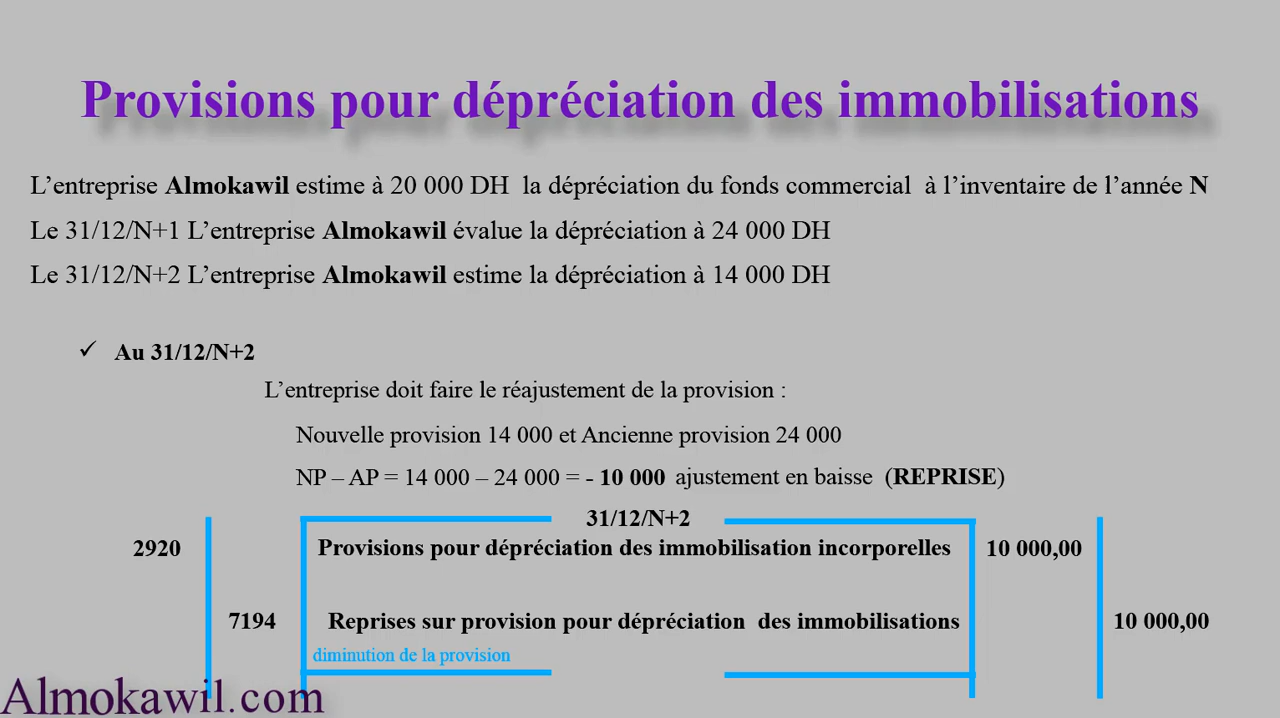 Provisions pour dépréciation des immobilisations
L’entreprise Almokawil estime à 20 000 DH la dépréciation du fonds commercial à l’inventaire de l’année N
Le 31/12/N+1 L’entreprise Almokawil évalue la dépréciation à 24 000 DH
Le 31/12/N+2 L’entreprise Almokawil estime la dépréciation à 14 000 DH
✓ Au 31/12/N+2
L’entreprise doit faire le réajustement de la provision :
Nouvelle provision 14 000 et Ancienne provision 24 000
NP – AP = 14 000 – 24 000 = - 10 000 ajustement en baisse (REPRISE)
31/12/N+2
2920 Provisions pour dépréciation des immobilisation incorporelles 10 000,00
7194 Reprises sur provision pour dépréciation des immobilisations 10 000,00
diminution de la provision
Almokawil.com